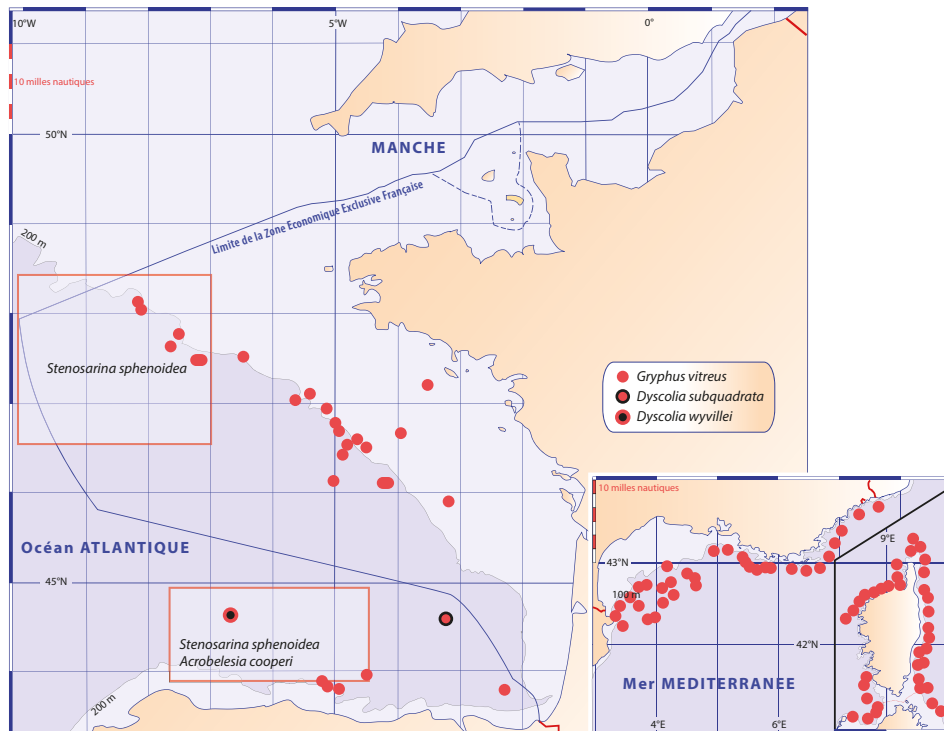 10°W
5°W
0°
10 milles nautiques
50°N
MANCHE
Limite de la Zone Economique Exclusive Française
200 m
Stenosarina sphenoidea
Gryphus vitreus
Dyscolia subquadrata
Dyscolia wyvillei
Océan ATLANTIQUE
45°N
Stenosarina sphenoidea
Acrobelesia cooperi
200 m
10 milles nautiques
9°E
43°N
43°N
100 m
42°N
Mer MEDITERRANEE
4°E
6°E